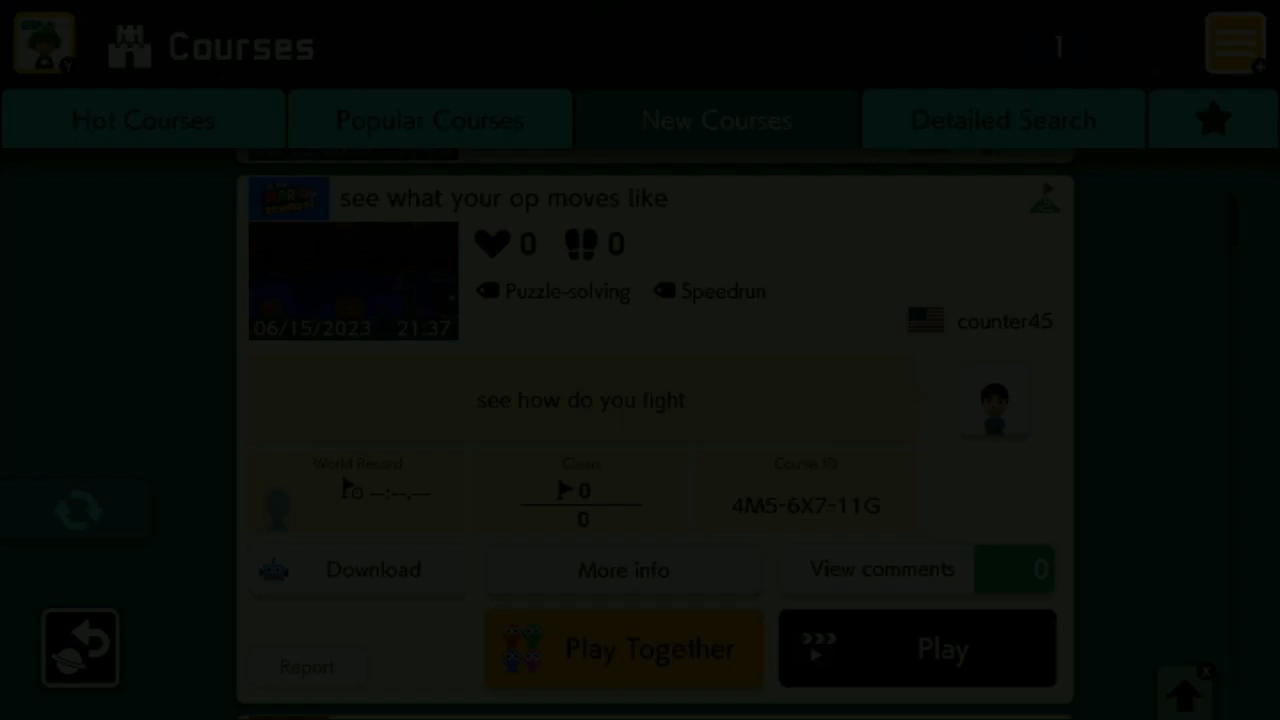 Courses
1
Hot Courses
Popular Courses
New Courses
Detailed Search
see what your op moves like
0 0
Puzzle-solving Speedrun
06/15/2023 21:37
counter45
see how do you fight
World Record
Clears
Course ID
--:--.---
0
0
4M5-6X7-11G
Download
More info
View comments 0
Report
Play Together
Play
X